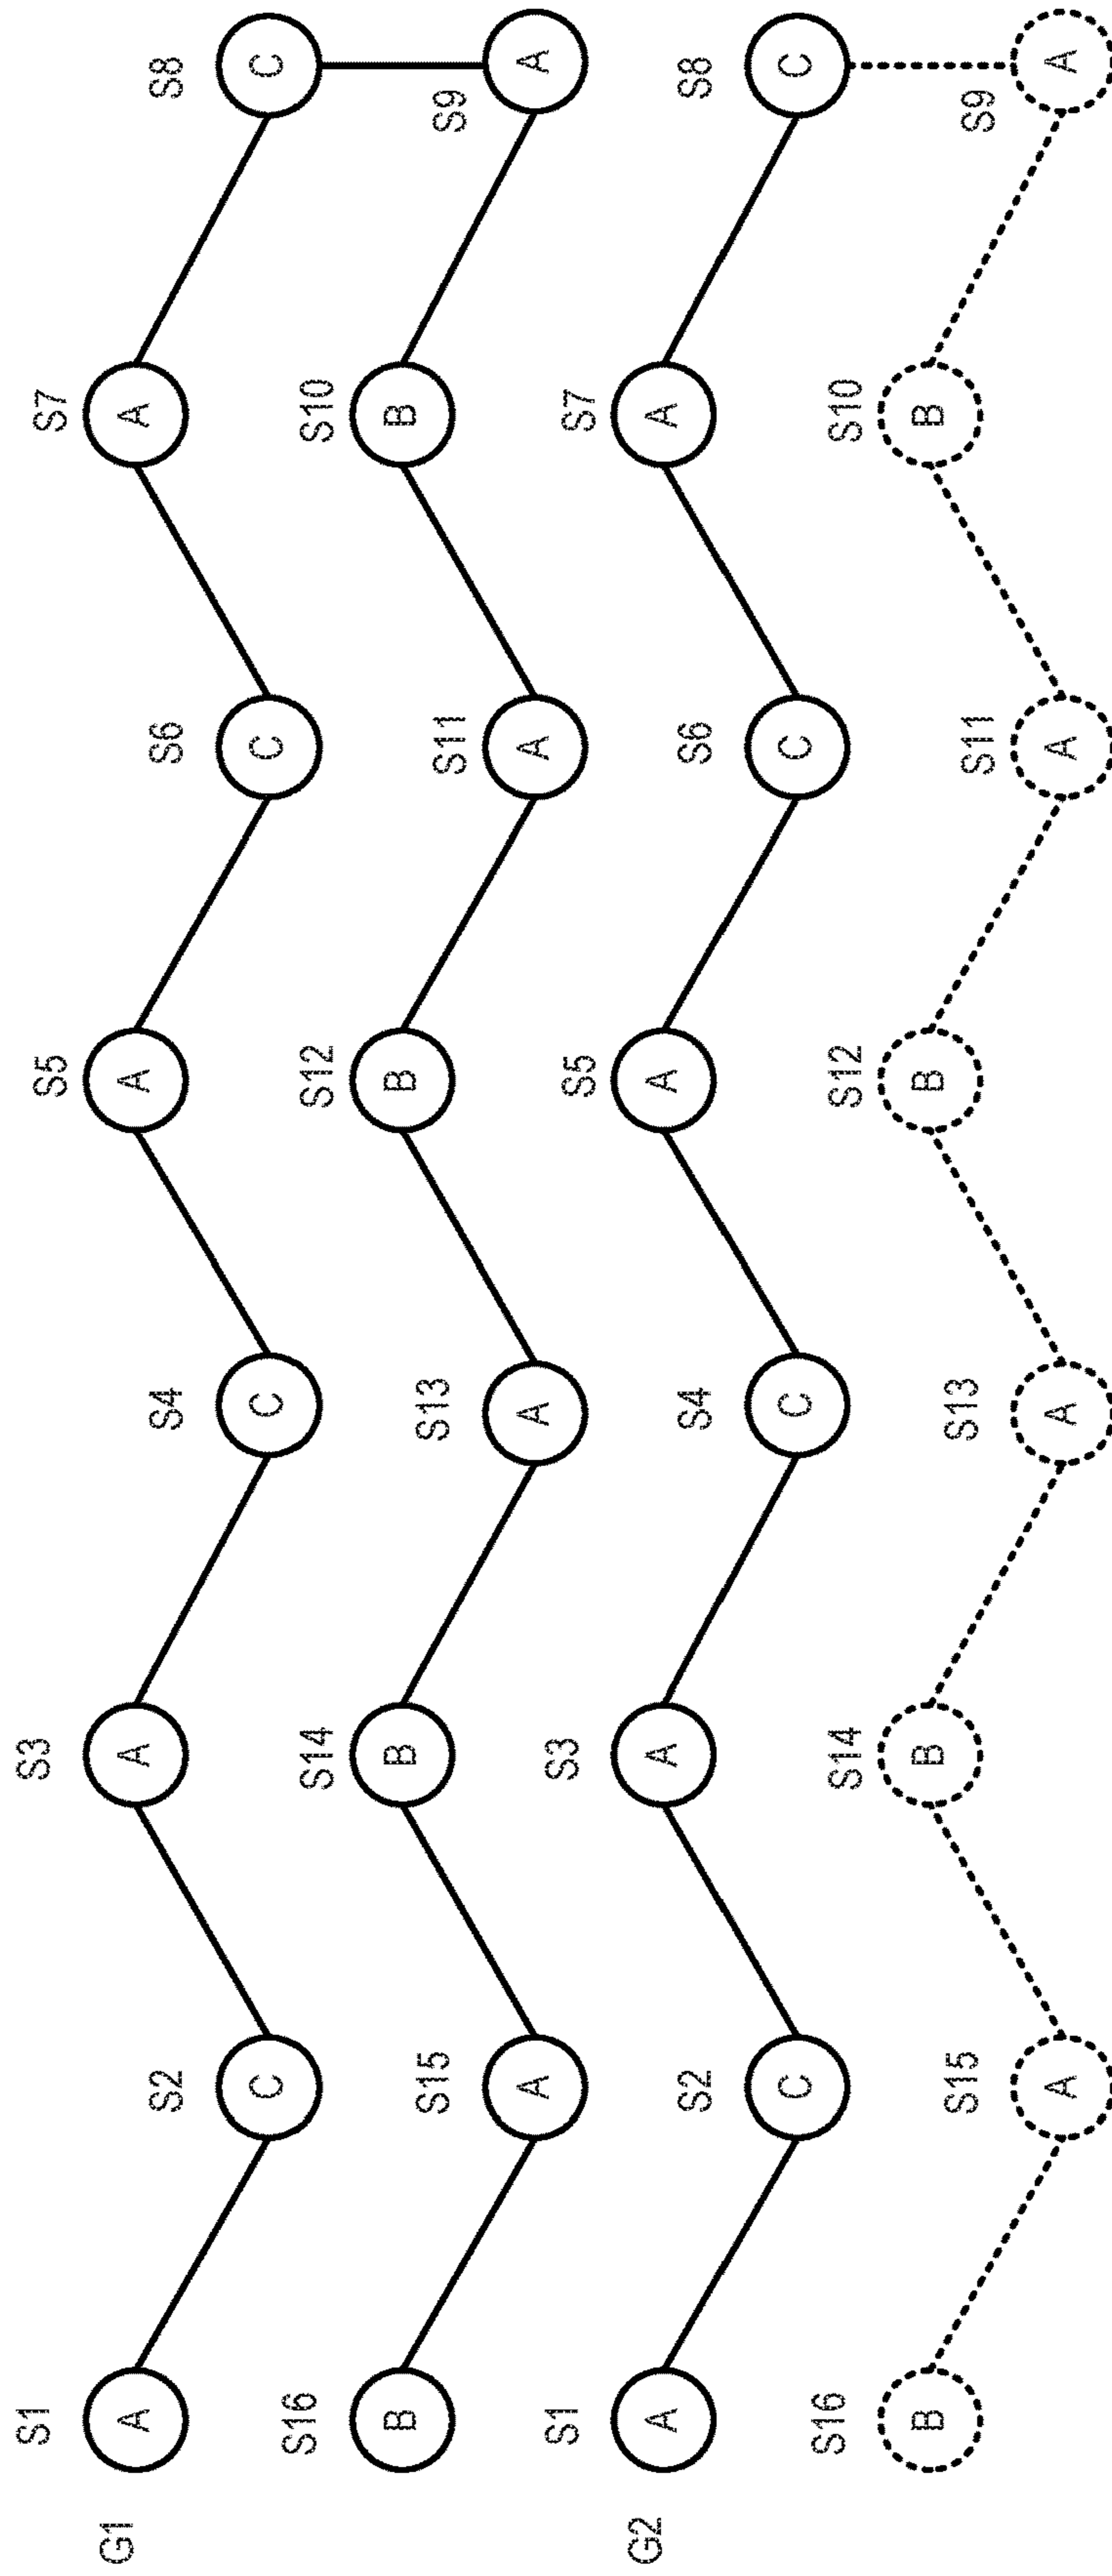 S1 S3 S5 S7
G1 A A A A
S2 S4 S6 S8
C C C C
S16 S14 S12 S10
B B B B
S15 S13 S11 S9
A A A A
S1 S3 S5 S7
G2 A A A A
S2 S4 S6 S8
C C C C
S16 S14 S12 S10
B B B B
S15 S13 S11 S9
A A A A